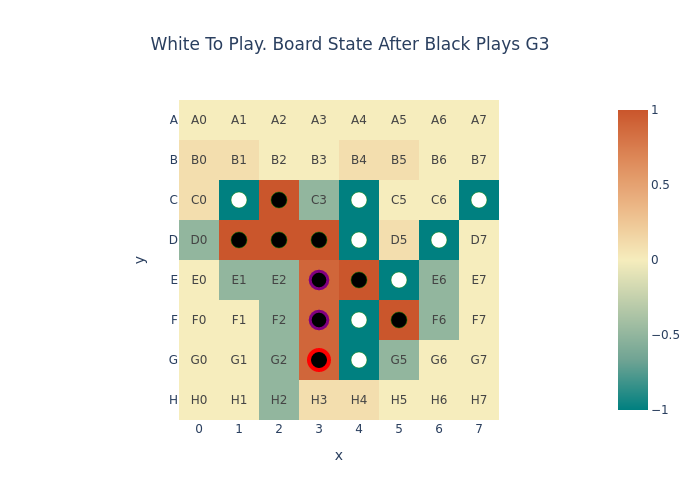 White To Play. Board State After Black Plays G3
A A0 A1 A2 A3 A4 A5 A6 A7
B B0 B1 B2 B3 B4 B5 B6 B7
C C0 C3 C5 C6
D D0 D5 D7
E E0 E1 E2 E6 E7
F F0 F1 F2 F6 F7
G G0 G1 G2 G5 G6 G7
H H0 H1 H2 H3 H4 H5 H6 H7
0 1 2 3 4 5 6 7
x
y
1
0.5
0
−0.5
−1